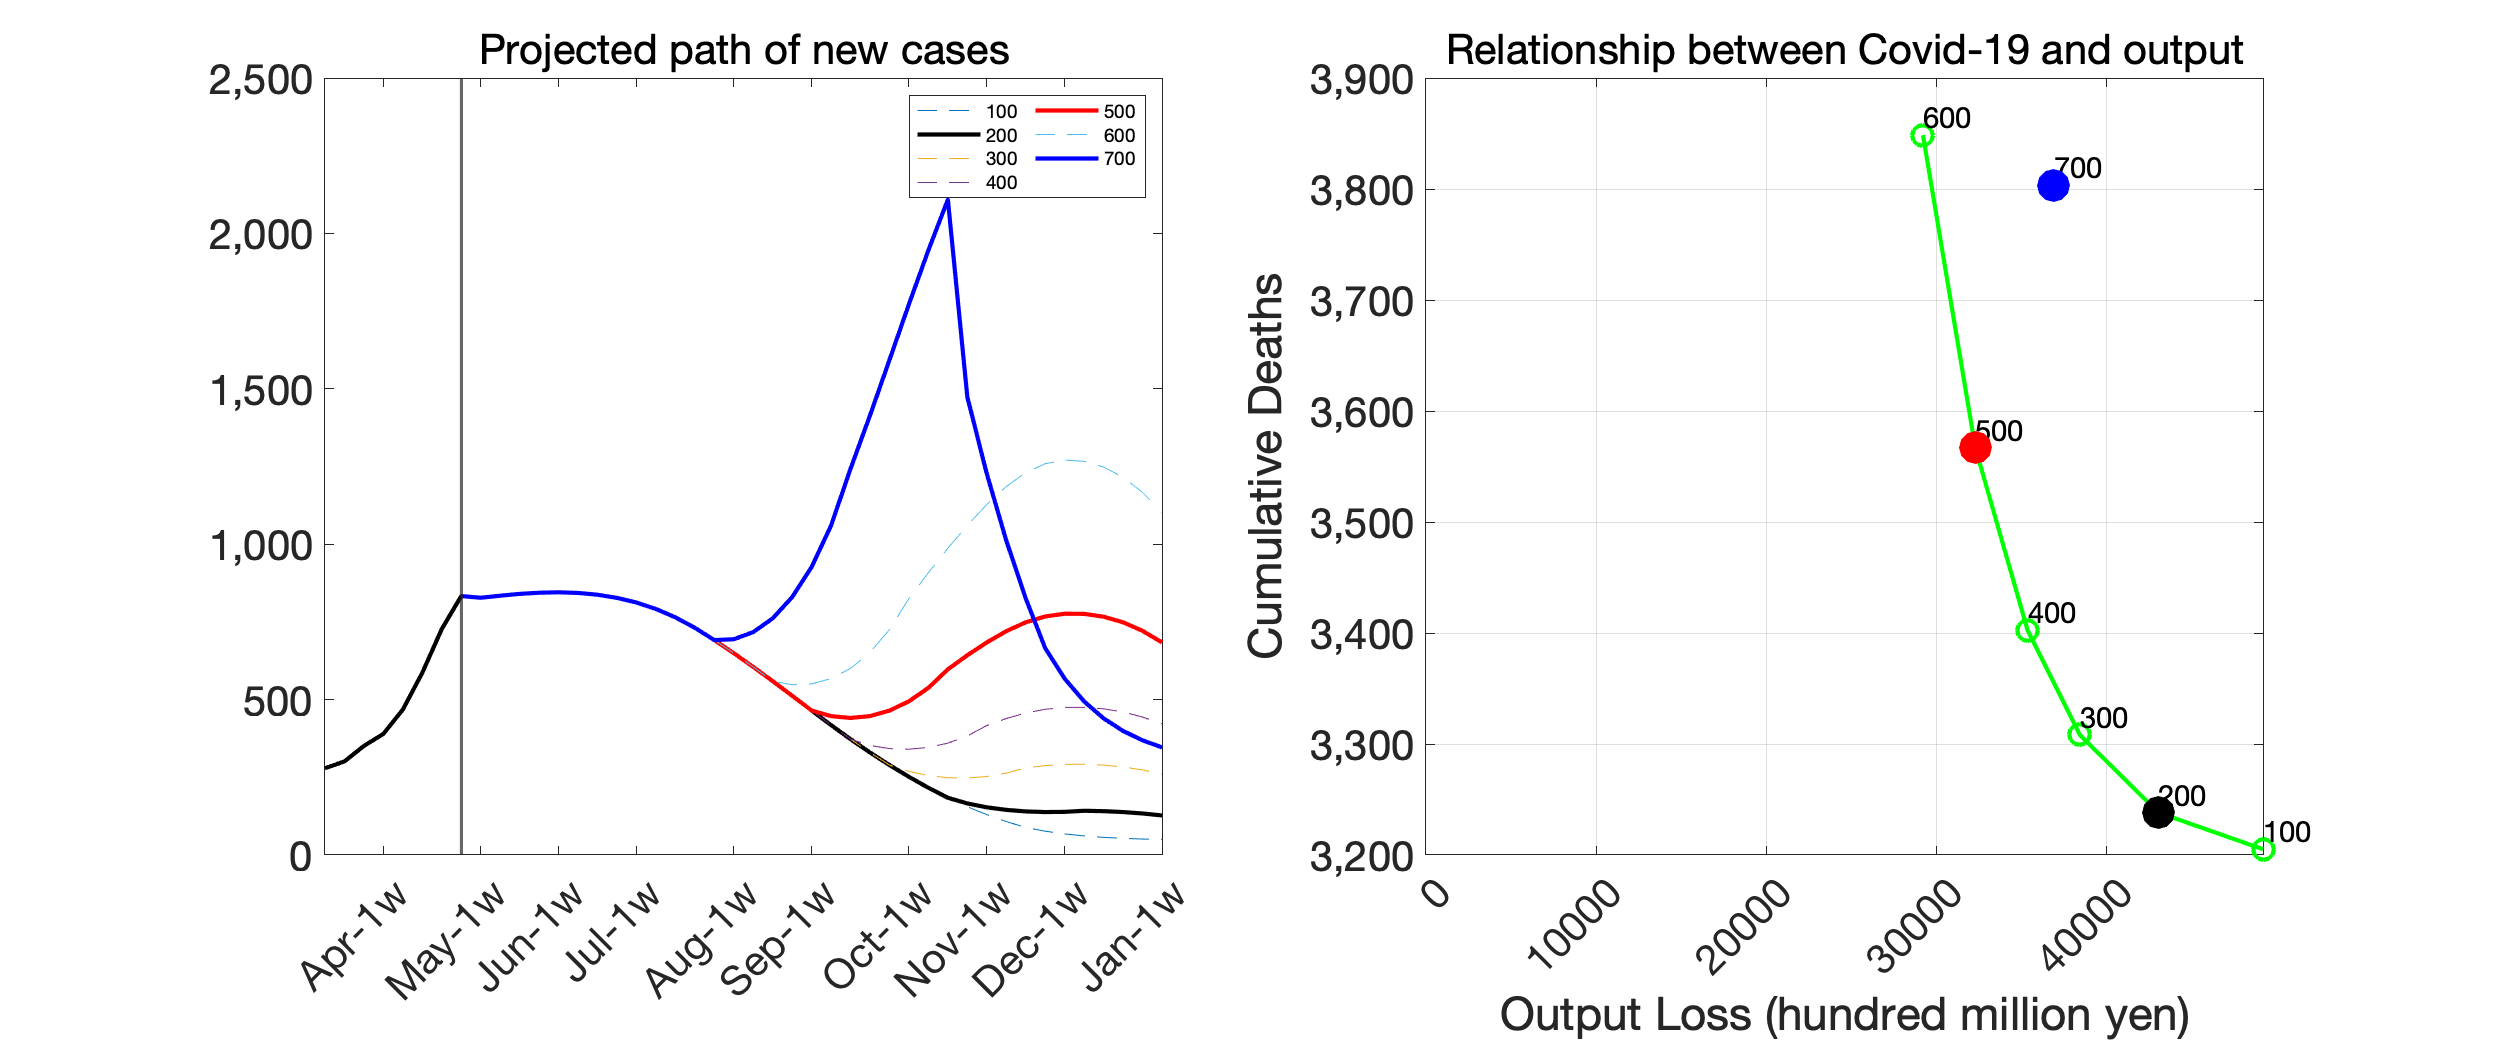 Projected path of new cases
2,500
2,000
1,500
1,000
500
0
100
200
300
400
500
600
700
Apr-1w
May-1w
Jun-1w
Jul-1w
Aug-1w
Sep-1w
Oct-1w
Nov-1w
Dec-1w
Jan-1w
Relationship between Covid-19 and output
Cumulative Deaths
3,900
3,800
3,700
3,600
3,500
3,400
3,300
3,200
600
700
500
400
300
200
100
0
10000
20000
30000
40000
Output Loss (hundred million yen)